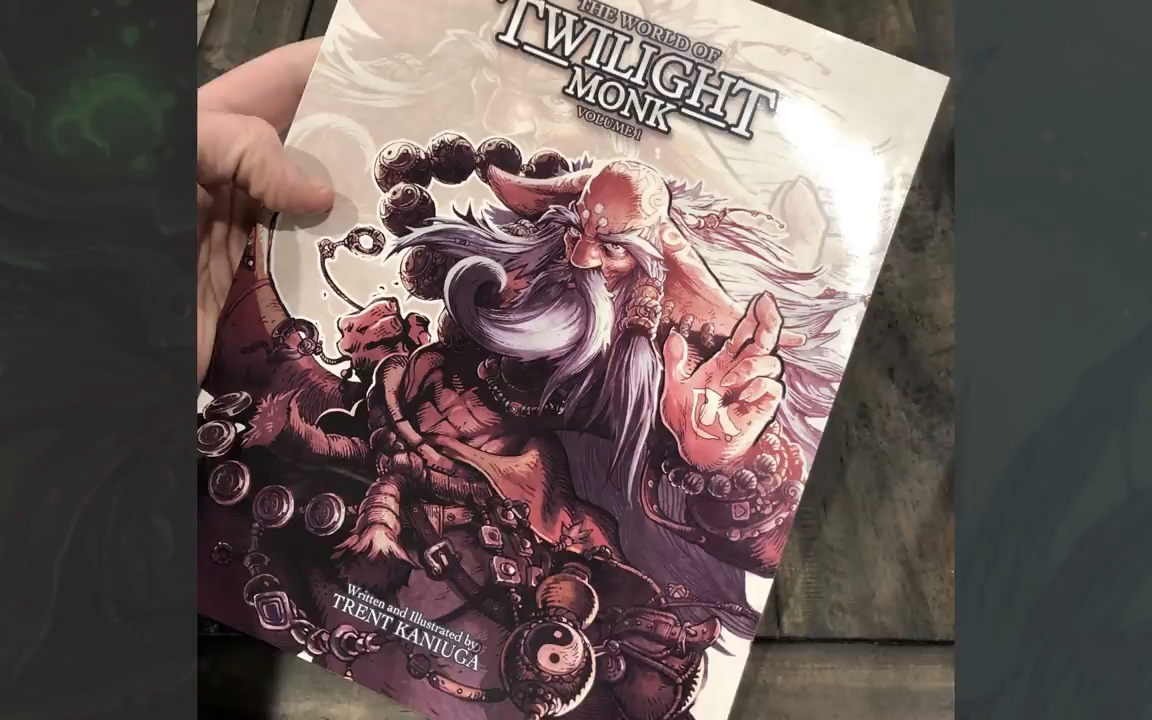 THE WORLD OF
TWILIGHT
MONK
VOLUME 1
Written and Illustrated by
TRENT KANIUGA